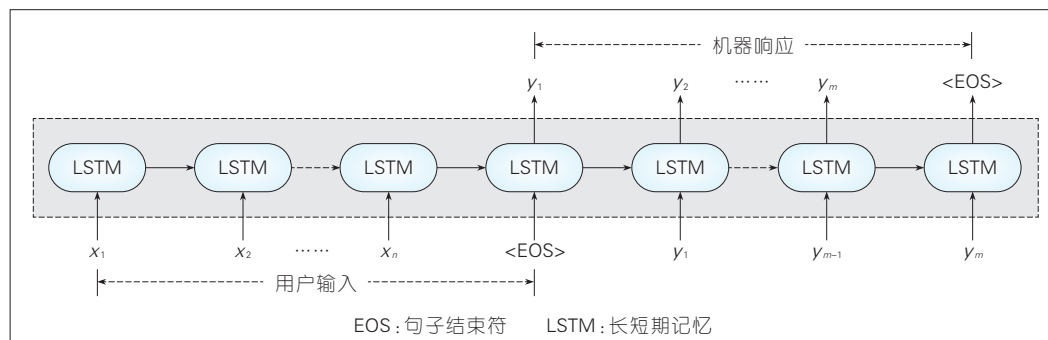 机器响应
y1 y2 …… ym <EOS>
LSTM LSTM LSTM LSTM LSTM LSTM LSTM
x1 x2 …… xn <EOS> y1 ym−1 ym
用户输入
EOS:句子结束符 LSTM:长短期记忆